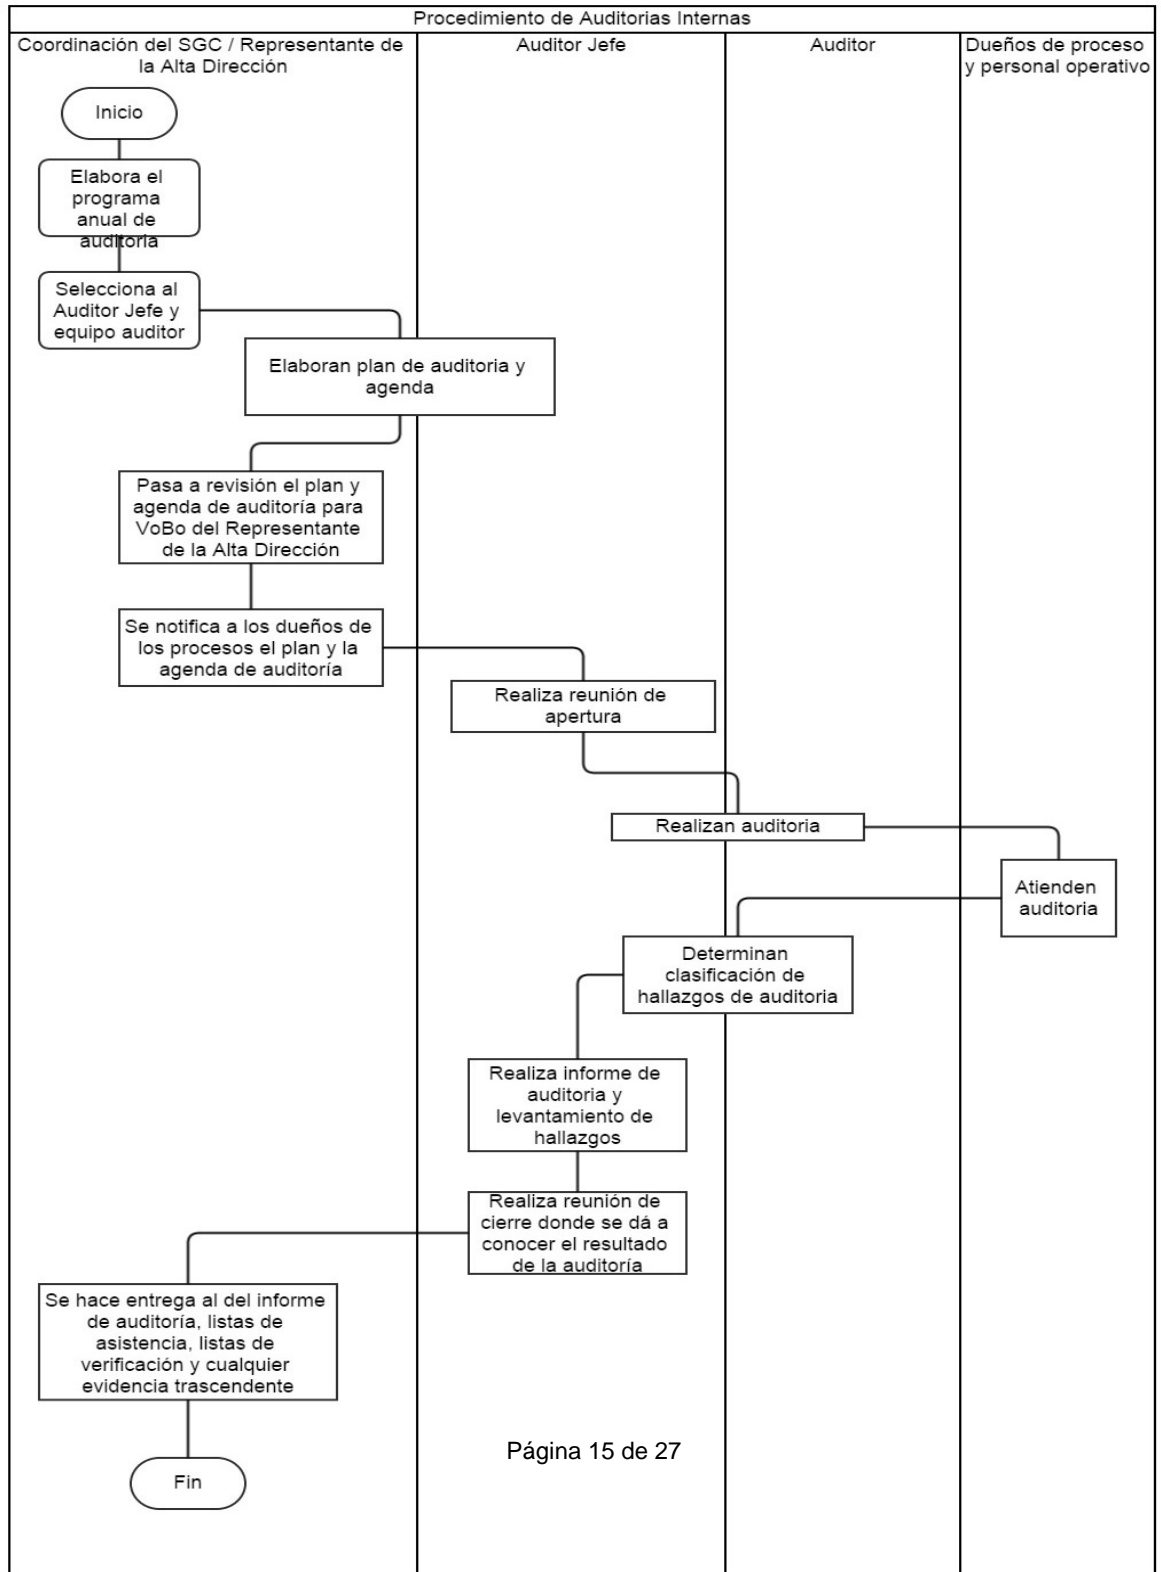 Procedimiento de Auditorias Internas
Coordinación del SGC / Representante de
la Alta Dirección
Auditor Jefe
Auditor
Dueños de proceso
y personal operativo
Inicio
Elabora el
programa
anual de
auditoria
Selecciona al
Auditor Jefe y
equipo auditor
Elaboran plan de auditoria y
agenda
Pasa a revisión el plan y
agenda de auditoría para
VoBo del Representante
de la Alta Dirección
Se notifica a los dueños de
los procesos el plan y la
agenda de auditoría
Realiza reunión de
apertura
Realizan auditoria
Atienden
auditoria
Determinan
clasificación de
hallazgos de auditoria
Realiza informe de
auditoria y
levantamiento de
hallazgos
Realiza reunión de
cierre donde se dá a
conocer el resultado
de la auditoría
Se hace entrega al del informe
de auditoría, listas de
asistencia, listas de
verificación y cualquier
evidencia trascendente
Página 15 de 27
Fin